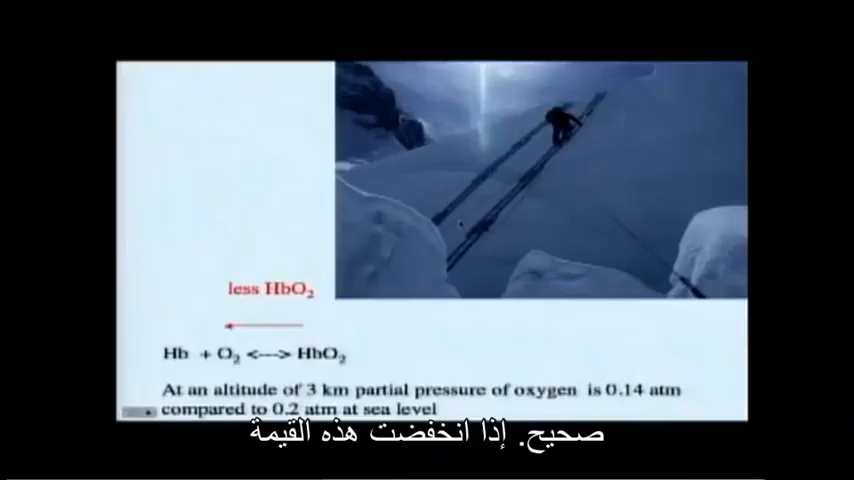 less HbO₂
Hb + O₂ <---> HbO₂
At an altitude of 3 km partial pressure of oxygen is 0.14 atm
compared to 0.2 atm at sea level
صحيح. إذا انخفضت هذه القيمة